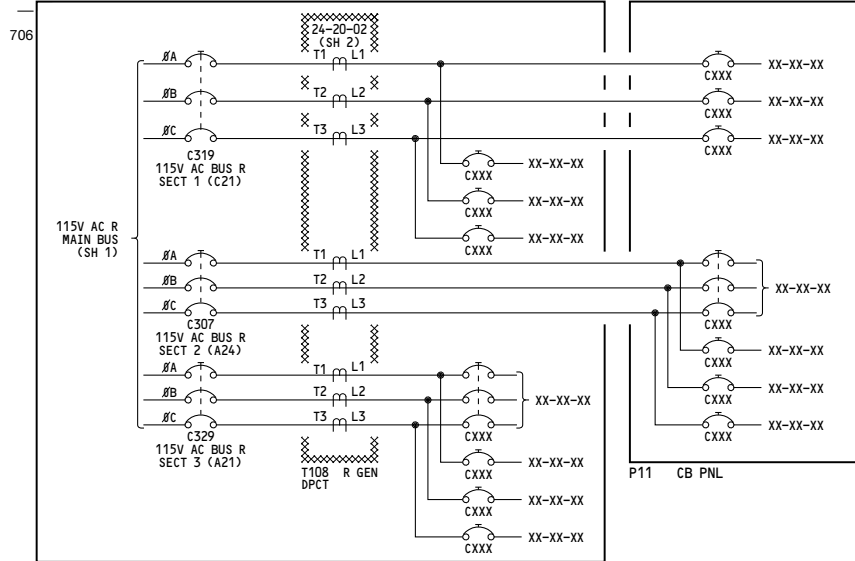 706
24-20-02
(SH 2)
ØA T1 L1 CXXX XX-XX-XX
ØB T2 L2 CXXX XX-XX-XX
ØC T3 L3 CXXX XX-XX-XX
C319
115V AC BUS R
SECT 1 (C21)
CXXX XX-XX-XX
CXXX XX-XX-XX
CXXX XX-XX-XX
115V AC R
MAIN BUS
(SH 1)
ØA T1 L1
ØB T2 L2 XX-XX-XX
ØC T3 L3 CXXX
C307
115V AC BUS R
SECT 2 (A24)
CXXX XX-XX-XX
CXXX XX-XX-XX
CXXX XX-XX-XX
ØA T1 L1
ØB T2 L2 XX-XX-XX
ØC T3 L3 CXXX
C329
115V AC BUS R
SECT 3 (A21)
T108 R GEN
DPCT
CXXX XX-XX-XX
CXXX XX-XX-XX
CXXX XX-XX-XX
P11 CB PNL